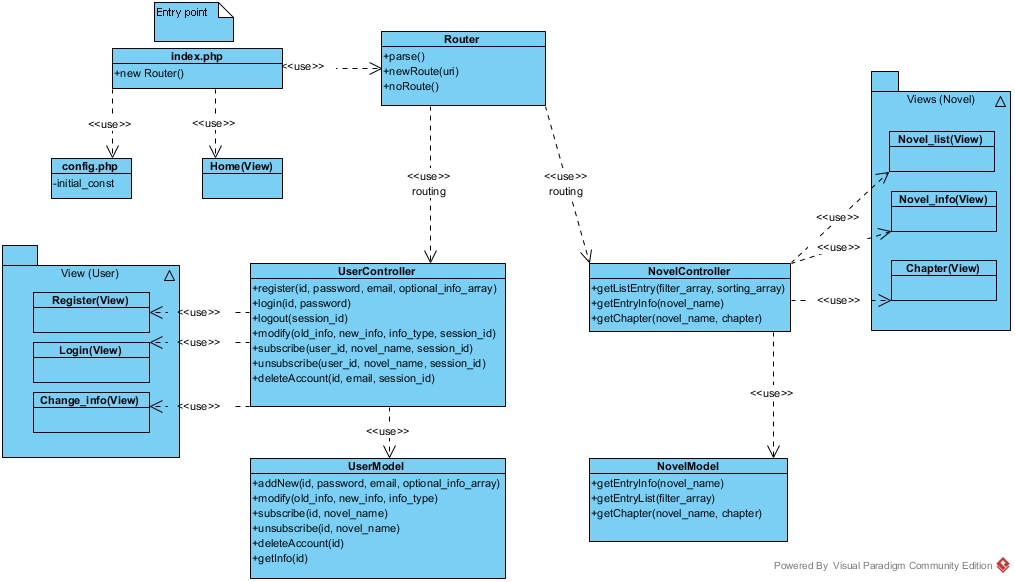 Entry point
index.php
+new Router()
<<use>>
Router
+parse()
+newRoute(uri)
+noRoute()
<<use>>
<<use>>
config.php
-initial_const
Home(View)
<<use>>
routing
<<use>>
routing
Views (Novel)
Novel_list(View)
Novel_info(View)
Chapter(View)
<<use>>
<<use>>
<<use>>
View (User)
Register(View)
Login(VIew)
Change_info(View)
<<use>>
<<use>>
<<use>>
UserController
+register(id, password, email, optional_info_array)
+login(id, password)
+logout(session_id)
+modify(old_info, new_info, info_type, session_id)
+subscribe(user_id, novel_name, session_id)
+unsubscribe(user_id, novel_name, session_id)
+deleteAccount(id, email, session_id)
NovelController
+getListEntry(filter_array, sorting_array)
+getEntryInfo(novel_name)
+getChapter(novel_name, chapter)
<<use>>
<<use>>
UserModel
+addNew(id, password, email, optional_info_array)
+modify(old_info, new_info, info_type)
+subscribe(id, novel_name)
+unsubscribe(id, novel_name)
+deleteAccount(id)
+getInfo(id)
NovelModel
+getEntryInfo(novel_name)
+getEntryList(filter_array)
+getChapter(novel_name, chapter)
Powered By Visual Paradigm Community Edition